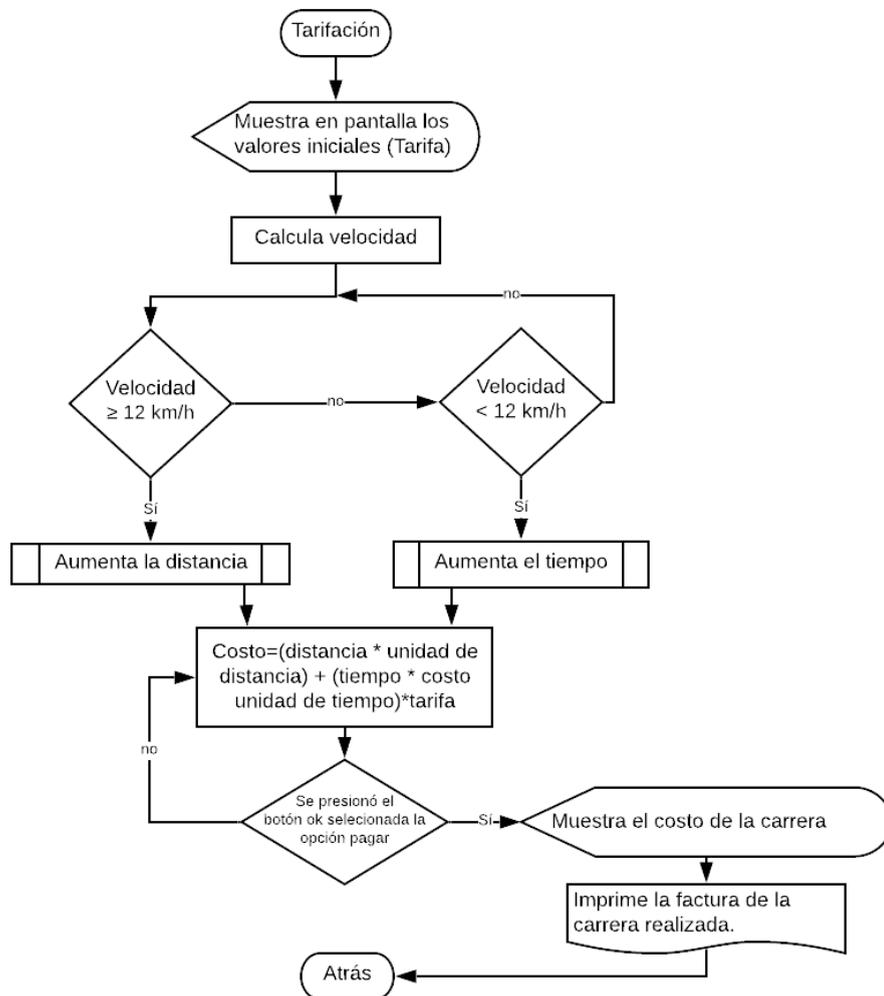 Tarifación
Muestra en pantalla los
valores iniciales (Tarifa)
Calcula velocidad
no
Velocidad
≥ 12 km/h
no
Velocidad
< 12 km/h
Sí
Sí
Aumenta la distancia
Aumenta el tiempo
Costo=(distancia * unidad de
distancia) + (tiempo * costo
unidad de tiempo)*tarifa
no
Se presionó el
botón ok selecionada la
opción pagar
Sí
Muestra el costo de la carrera
Imprime la factura de la
carrera realizada.
Atrás